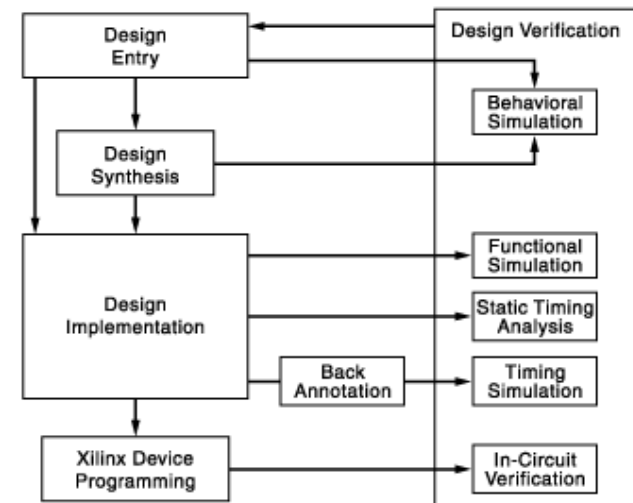 Design
Entry
Design Verification
Behavioral
Simulation
Design
Synthesis
Functional
Simulation
Design
Implementation
Static Timing
Analysis
Back
Annotation
Timing
Simulation
Xilinx Device
Programming
In-Circuit
Verification